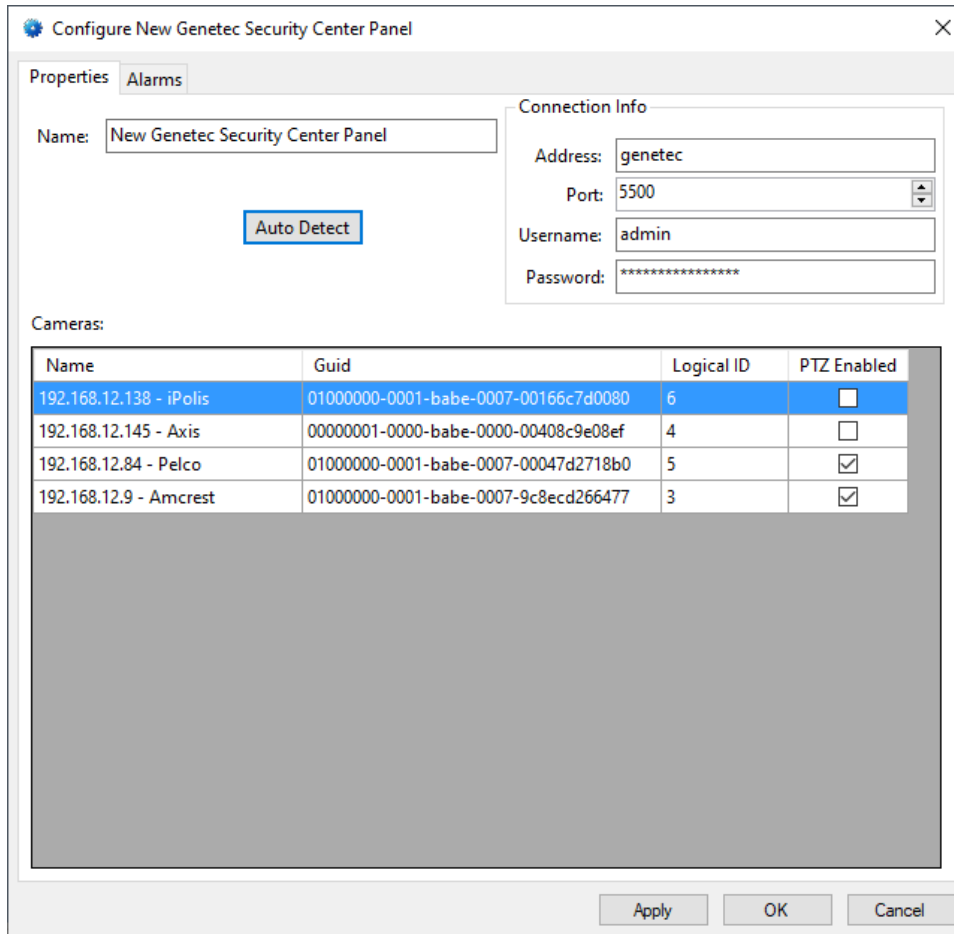 Configure New Genetec Security Center Panel
Properties Alarms
Name: New Genetec Security Center Panel
Auto Detect
Connection Info
Address: genetec
Port: 5500
Username: admin
Password: ****************
Cameras:
Name Guid Logical ID PTZ Enabled
192.168.12.138 - iPolis 01000000-0001-babe-0007-00166c7d0080 6
192.168.12.145 - Axis 00000001-0000-babe-0000-00408c9e08ef 4
192.168.12.84 - Pelco 01000000-0001-babe-0007-00047d2718b0 5
192.168.12.9 - Amcrest 01000000-0001-babe-0007-9c8ecd266477 3
Apply OK Cancel